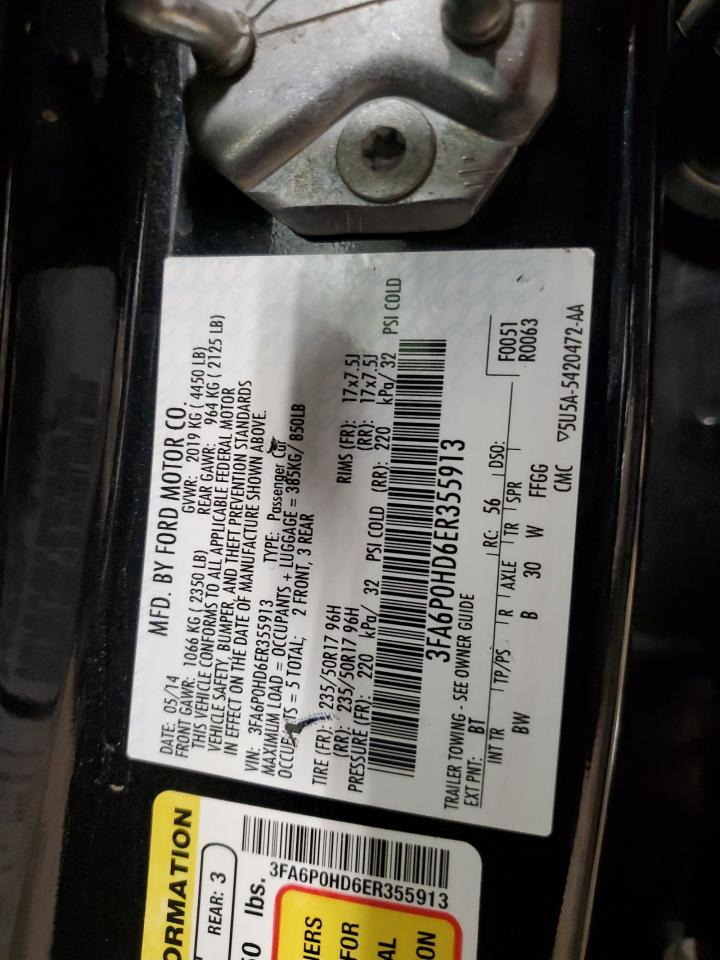 MFD. BY FORD MOTOR CO.
DATE: 05/14 GVWR: 2019 KG ( 4450 LB)
FRONT GAWR: 1066 KG ( 2350 LB) REAR GAWR: 964 KG ( 2125 LB)
THIS VEHICLE CONFORMS TO ALL APPLICABLE FEDERAL MOTOR
VEHICLE SAFETY, BUMPER, AND THEFT PREVENTION STANDARDS
IN EFFECT ON THE DATE OF MANUFACTURE SHOWN ABOVE.
VIN: 3FA6P0HD6ER355913 TYPE: Passenger Car
MAXIMUM LOAD = OCCUPANTS + LUGGAGE = 385KG/ 850LB
OCCUPANTS = 5 TOTAL; 2 FRONT, 3 REAR
TIRE (FR): 235/50R17 96H RIMS (FR): 17x7.5J
(RR): 235/50R17 96H (RR): 17x7.5J
PRESSURE (FR): 220 kPa/ 32 PSI COLD (RR): 220 kPa/ 32 PSI COLD
3FA6P0HD6ER355913
TRAILER TOWING - SEE OWNER GUIDE
EXT PNT: BT RC: 56 DSO: F0051
R0063
INT TR TP/PS R AXLE TR SPR
BW B 30 W FFGG
CMC ▽5U5A-5420472-AA
ORMATION
REAR: 3
lbs.
3FA6P0HD6ER355913
IERS
FOR
AL
ON